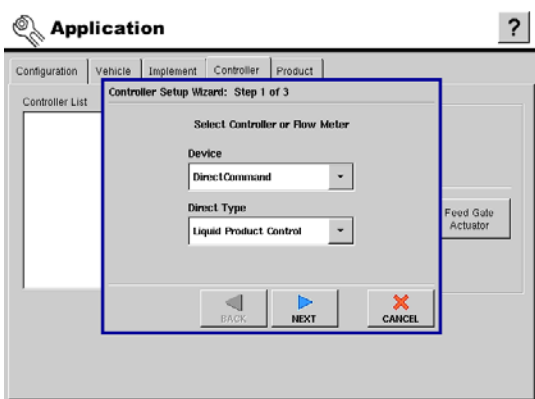 Application
?
Configuration Vehicle Implement Controller Product
Controller List
Controller Setup Wizard: Step 1 of 3
Select Controller or Flow Meter
Device
DirectCommand
Direct Type
Liquid Product Control
Feed Gate
Actuator
BACK NEXT CANCEL